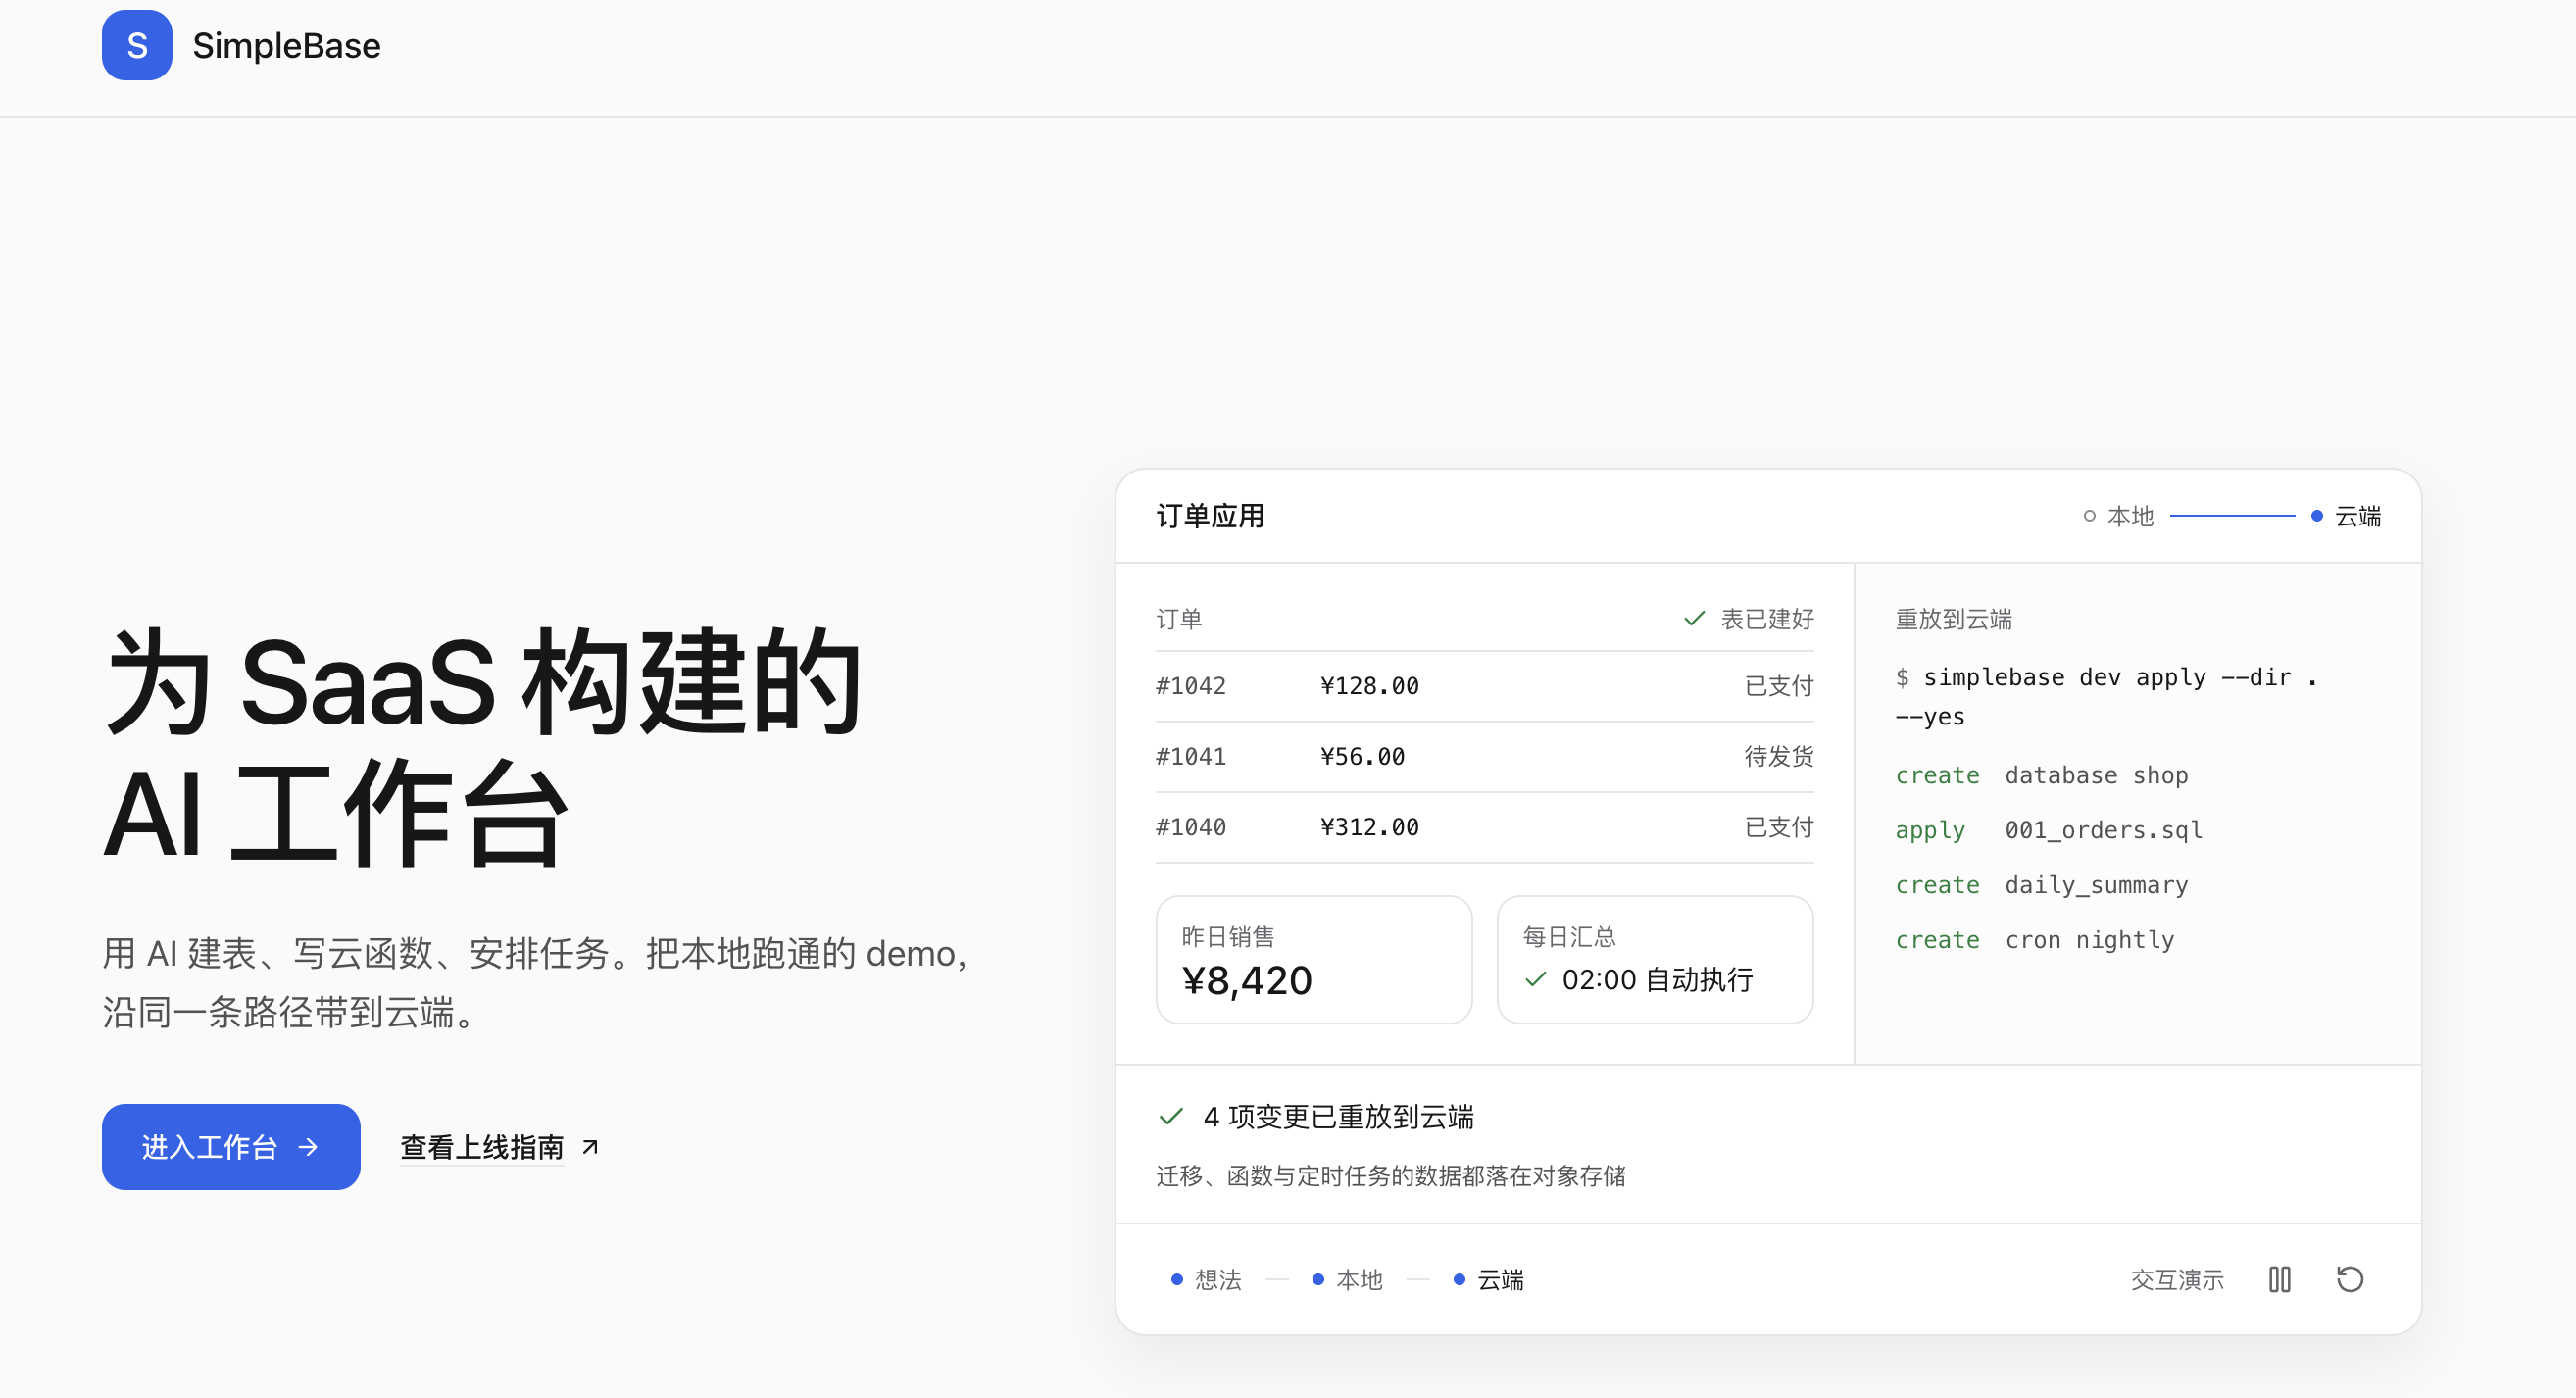 S SimpleBase
为 SaaS 构建的
AI 工作台
用 AI 建表、写云函数、安排任务。把本地跑通的 demo，
沿同一条路径带到云端。
进入工作台 → 查看上线指南 ↗
订单应用 本地 云端
订单 ✓ 表已建好
#1042 ¥128.00 已支付
#1041 ¥56.00 待发货
#1040 ¥312.00 已支付
昨日销售
¥8,420
每日汇总
✓ 02:00 自动执行
重放到云端
$ simplebase dev apply --dir .
--yes
create database shop
apply 001_orders.sql
create daily_summary
create cron nightly
✓ 4 项变更已重放到云端
迁移、函数与定时任务的数据都落在对象存储
想法 — 本地 — 云端 交互演示